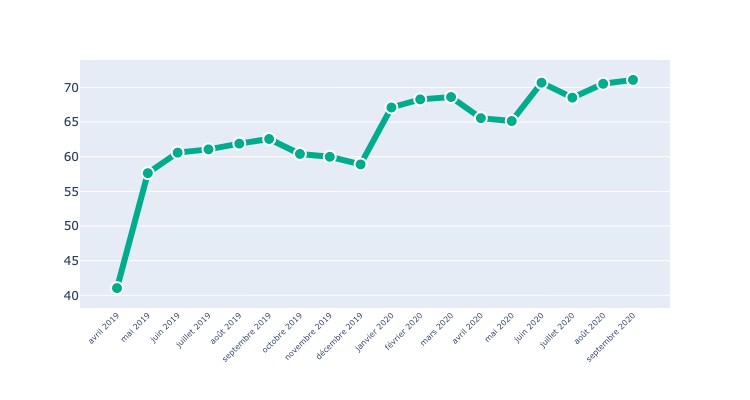 70
65
60
55
50
45
40
avril 2019
mai 2019
juin 2019
juillet 2019
août 2019
septembre 2019
octobre 2019
novembre 2019
décembre 2019
janvier 2020
février 2020
mars 2020
avril 2020
mai 2020
juin 2020
juillet 2020
août 2020
septembre 2020